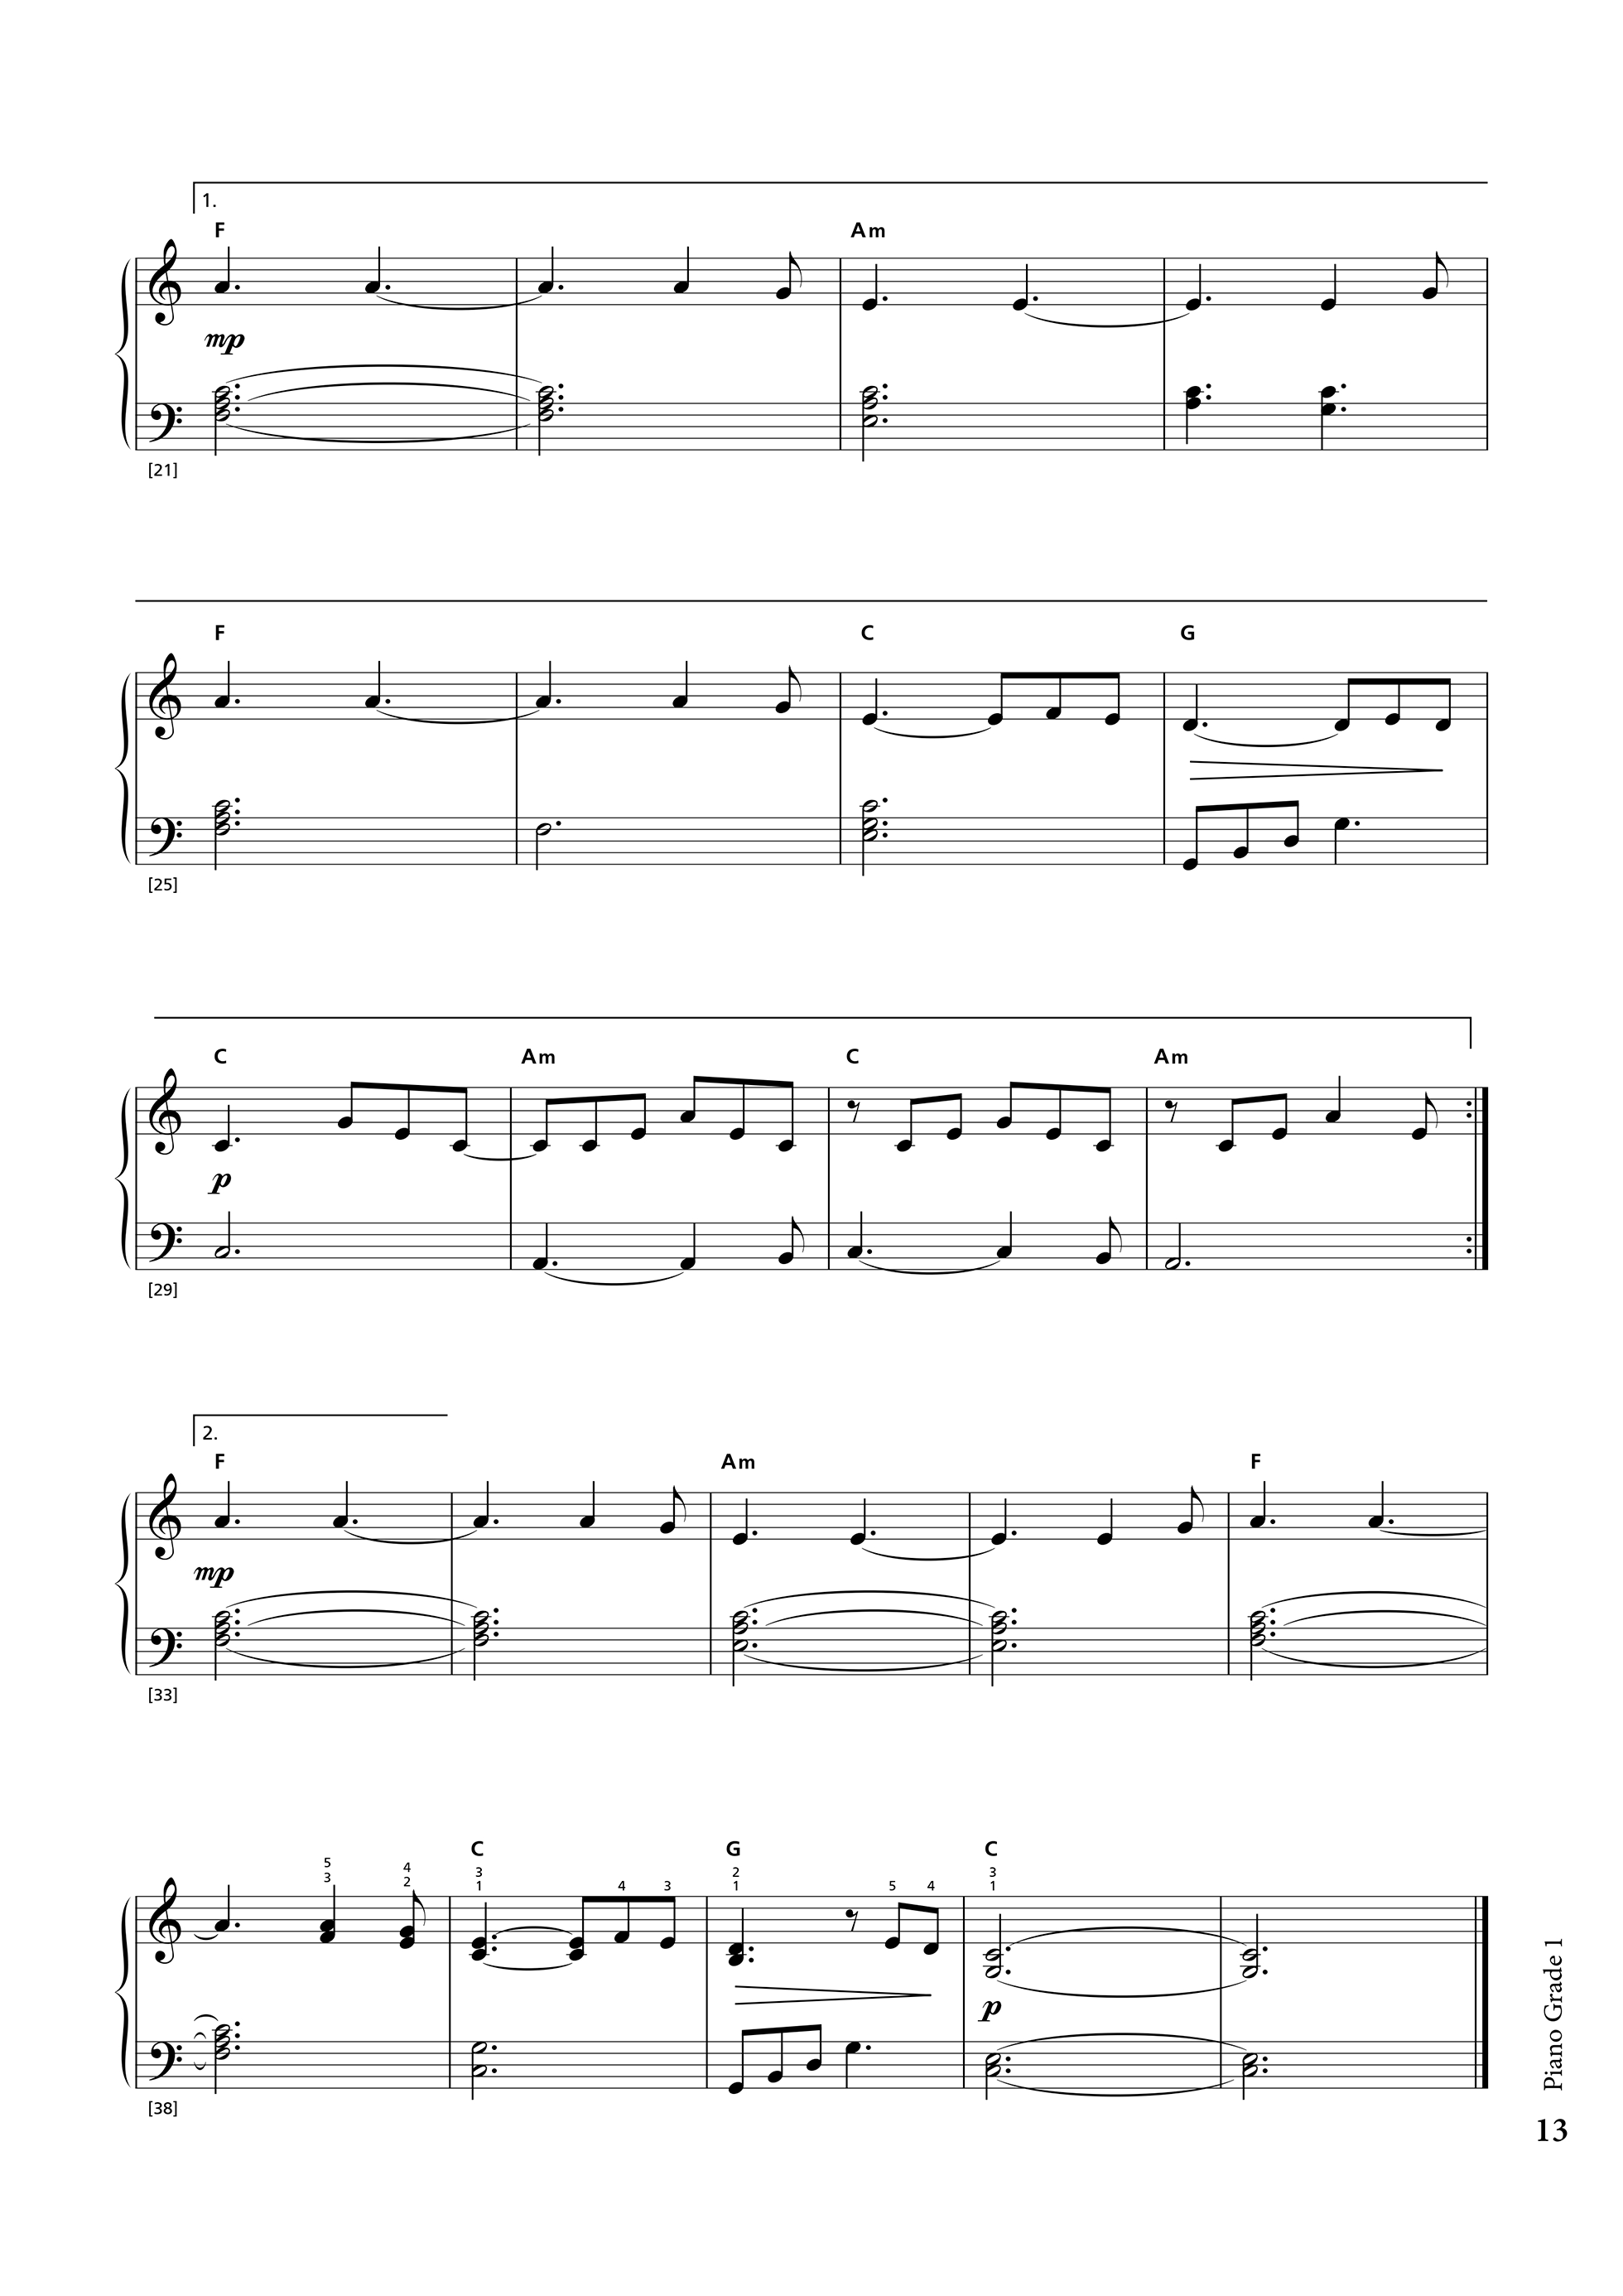 1.
F Am
mp
[21]
F C G
[25]
C Am C Am
p
[29]
2.
F Am F
mp
[33]
C G C
5 4 3 2 3
3 2 1 4 3 1 5 4 1
p
[38]
Piano Grade 1
13